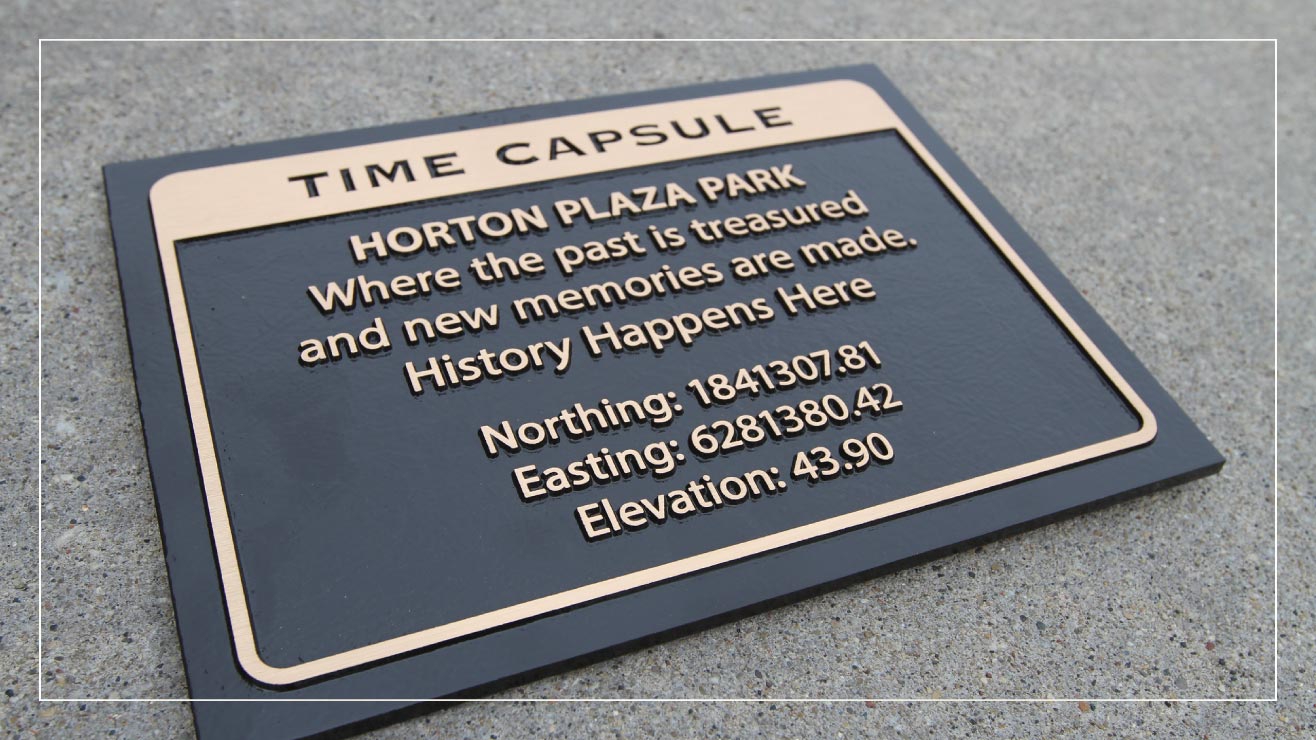 TIME CAPSULE
HORTON PLAZA PARK
Where the past is treasured
and new memories are made.
History Happens Here
Northing: 1841307.81
Easting: 6281380.42
Elevation: 43.90